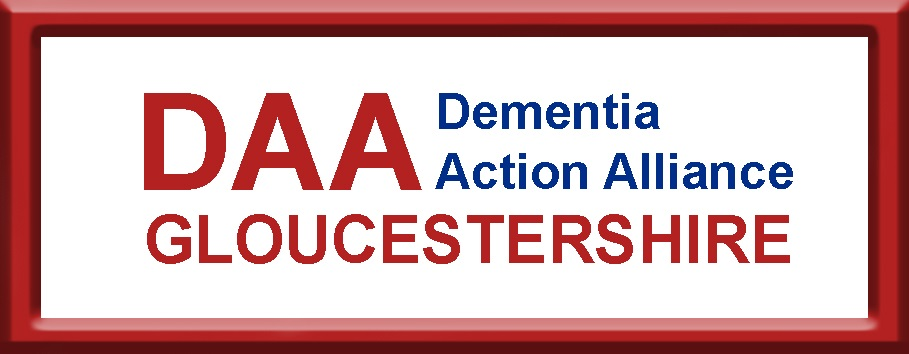 DAA Dementia
Action Alliance
GLOUCESTERSHIRE